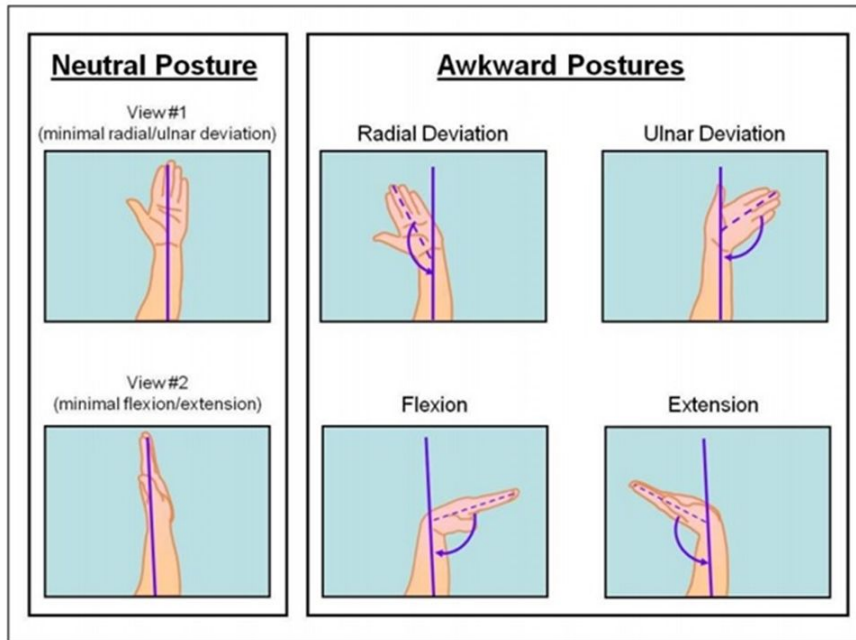 Neutral Posture
View #1
(minimal radial/ulnar deviation)
View #2
(minimal flexion/extension)
Awkward Postures
Radial Deviation
Ulnar Deviation
Flexion
Extension